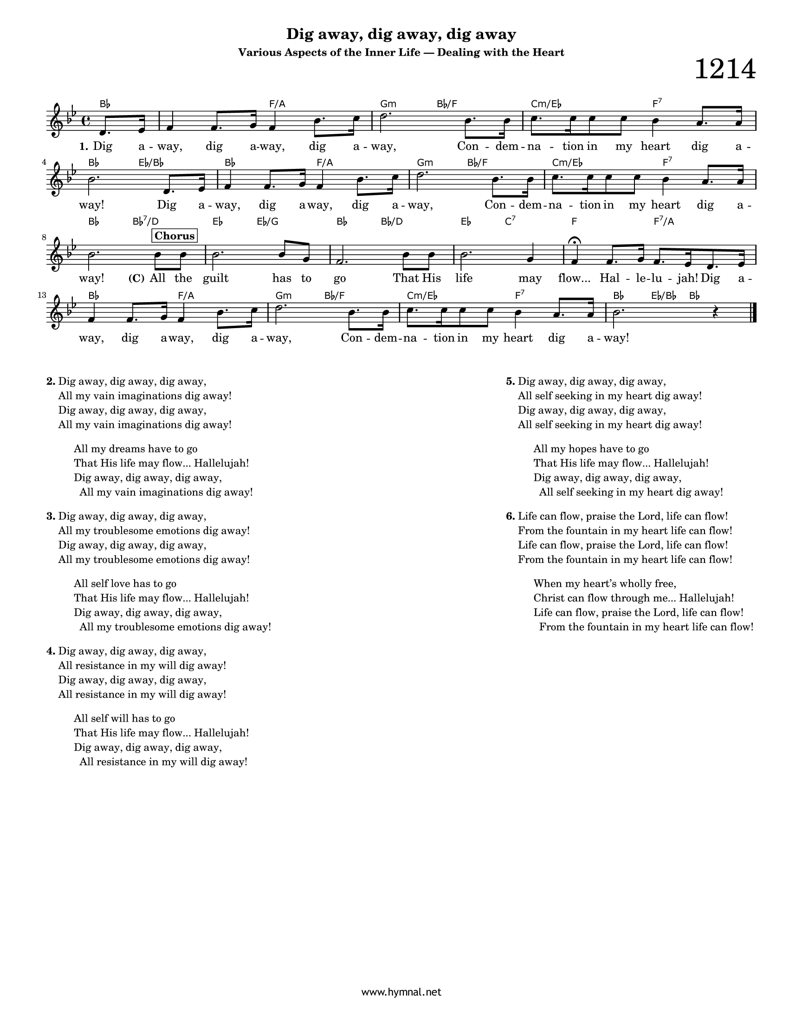 Dig away, dig away, dig away
Various Aspects of the Inner Life — Dealing with the Heart
1214
B♭ F/A Gm B♭/F Cm/E♭ F7
1. Dig a - way, dig a-way, dig a - way, Con - dem - na - tion in my heart dig a -
4 B♭ E♭/B♭ B♭ F/A Gm B♭/F Cm/E♭ F7
way! Dig a - way, dig away, dig a - way, Con - dem - na - tion in my heart dig a -
B♭ B♭7/D E♭ E♭/G B♭ B♭/D E♭ C7 F F7/A
8 Chorus
way! (C) All the guilt has to go That His life may flow... Hal - le - lu - jah! Dig a -
13 B♭ F/A Gm B♭/F Cm/E♭ F7 B♭ E♭/B♭ B♭
way, dig away, dig a - way, Con - dem - na - tion in my heart dig a - way!
2. Dig away, dig away, dig away,
All my vain imaginations dig away!
Dig away, dig away, dig away,
All my vain imaginations dig away!
All my dreams have to go
That His life may flow... Hallelujah!
Dig away, dig away, dig away,
All my vain imaginations dig away!
3. Dig away, dig away, dig away,
All my troublesome emotions dig away!
Dig away, dig away, dig away,
All my troublesome emotions dig away!
All self love has to go
That His life may flow... Hallelujah!
Dig away, dig away, dig away,
All my troublesome emotions dig away!
4. Dig away, dig away, dig away,
All resistance in my will dig away!
Dig away, dig away, dig away,
All resistance in my will dig away!
All self will has to go
That His life may flow... Hallelujah!
Dig away, dig away, dig away,
All resistance in my will dig away!
5. Dig away, dig away, dig away,
All self seeking in my heart dig away!
Dig away, dig away, dig away,
All self seeking in my heart dig away!
All my hopes have to go
That His life may flow... Hallelujah!
Dig away, dig away, dig away,
All self seeking in my heart dig away!
6. Life can flow, praise the Lord, life can flow!
From the fountain in my heart life can flow!
Life can flow, praise the Lord, life can flow!
From the fountain in my heart life can flow!
When my heart's wholly free,
Christ can flow through me... Hallelujah!
Life can flow, praise the Lord, life can flow!
From the fountain in my heart life can flow!
www.hymnal.net